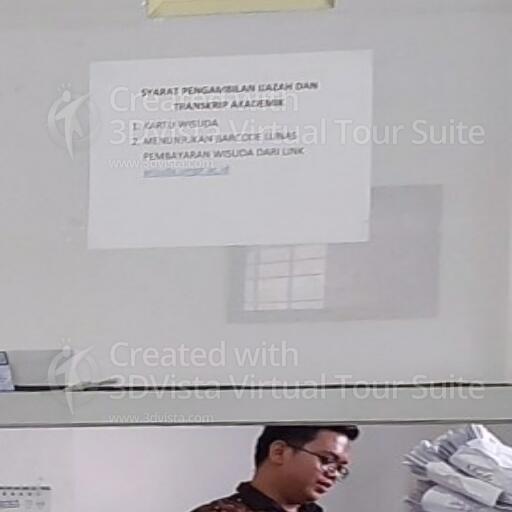 SYARAT PENGAMBILAN IJAZAH DAN
TRANSKRIP AKADEMIK
1. KARTU WISUDA
2. MENUNJUKAN BARCODE LUNAS
PEMBAYARAN WISUDA DARI LINK
Created with
3DVista Virtual Tour Suite
www.3dvista.com
Created with
3DVista Virtual Tour Suite
www.3dvista.com